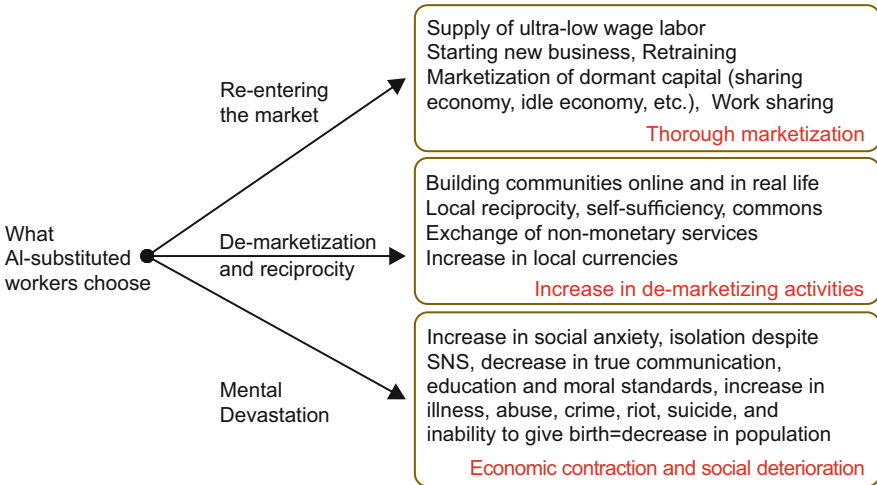 What
AI-substituted
workers choose
Re-entering
the market
Supply of ultra-low wage labor
Starting new business, Retraining
Marketization of dormant capital (sharing
economy, idle economy, etc.),  Work sharing
Thorough marketization
De-marketization
and reciprocity
Building communities online and in real life
Local reciprocity, self-sufficiency, commons
Exchange of non-monetary services
Increase in local currencies
Increase in de-marketizing activities
Mental
Devastation
Increase in social anxiety, isolation despite
SNS, decrease in true communication,
education and moral standards, increase in
illness, abuse, crime, riot, suicide, and
inability to give birth=decrease in population
Economic contraction and social deterioration